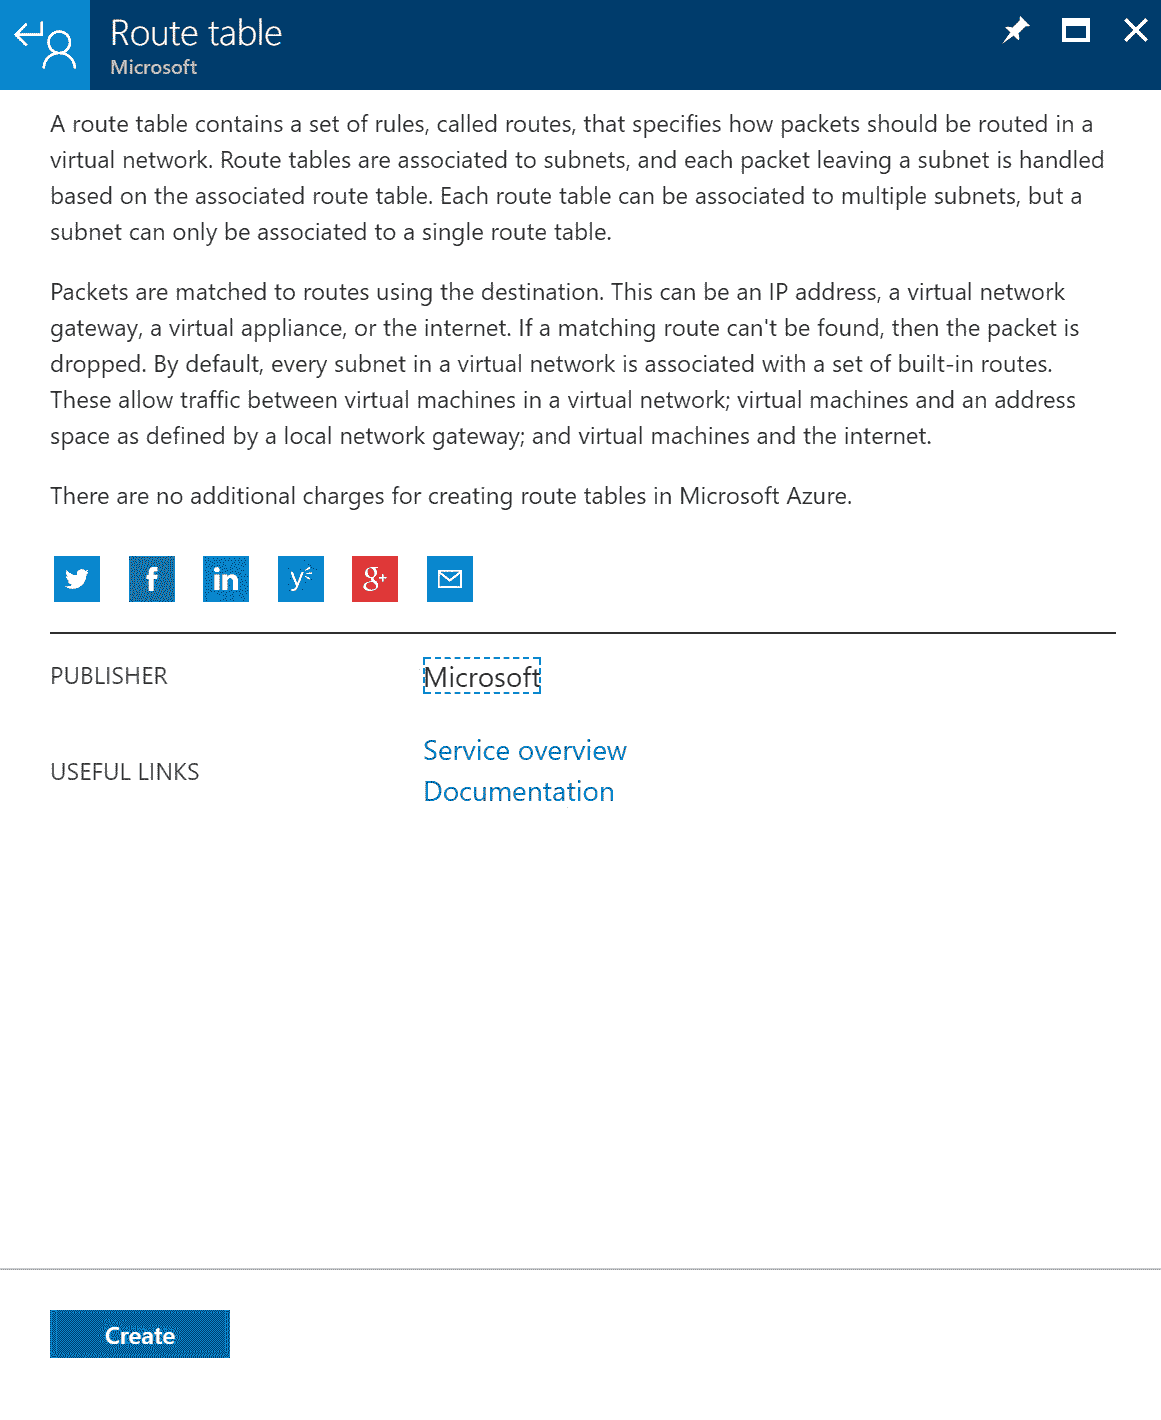 Route table
Microsoft
A route table contains a set of rules, called routes, that specifies how packets should be routed in a
virtual network. Route tables are associated to subnets, and each packet leaving a subnet is handled
based on the associated route table. Each route table can be associated to multiple subnets, but a
subnet can only be associated to a single route table.
Packets are matched to routes using the destination. This can be an IP address, a virtual network
gateway, a virtual appliance, or the internet. If a matching route can't be found, then the packet is
dropped. By default, every subnet in a virtual network is associated with a set of built-in routes.
These allow traffic between virtual machines in a virtual network; virtual machines and an address
space as defined by a local network gateway; and virtual machines and the internet.
There are no additional charges for creating route tables in Microsoft Azure.
f in y g+
PUBLISHER Microsoft
Service overview
USEFUL LINKS
Documentation
Create